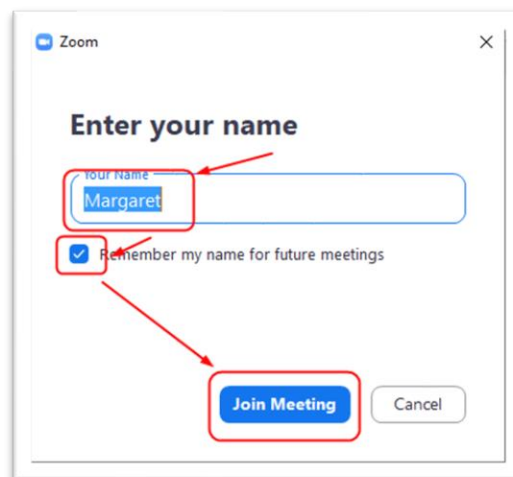 Zoom
Enter your name
Your Name
Margaret
Remember my name for future meetings
Join Meeting
Cancel